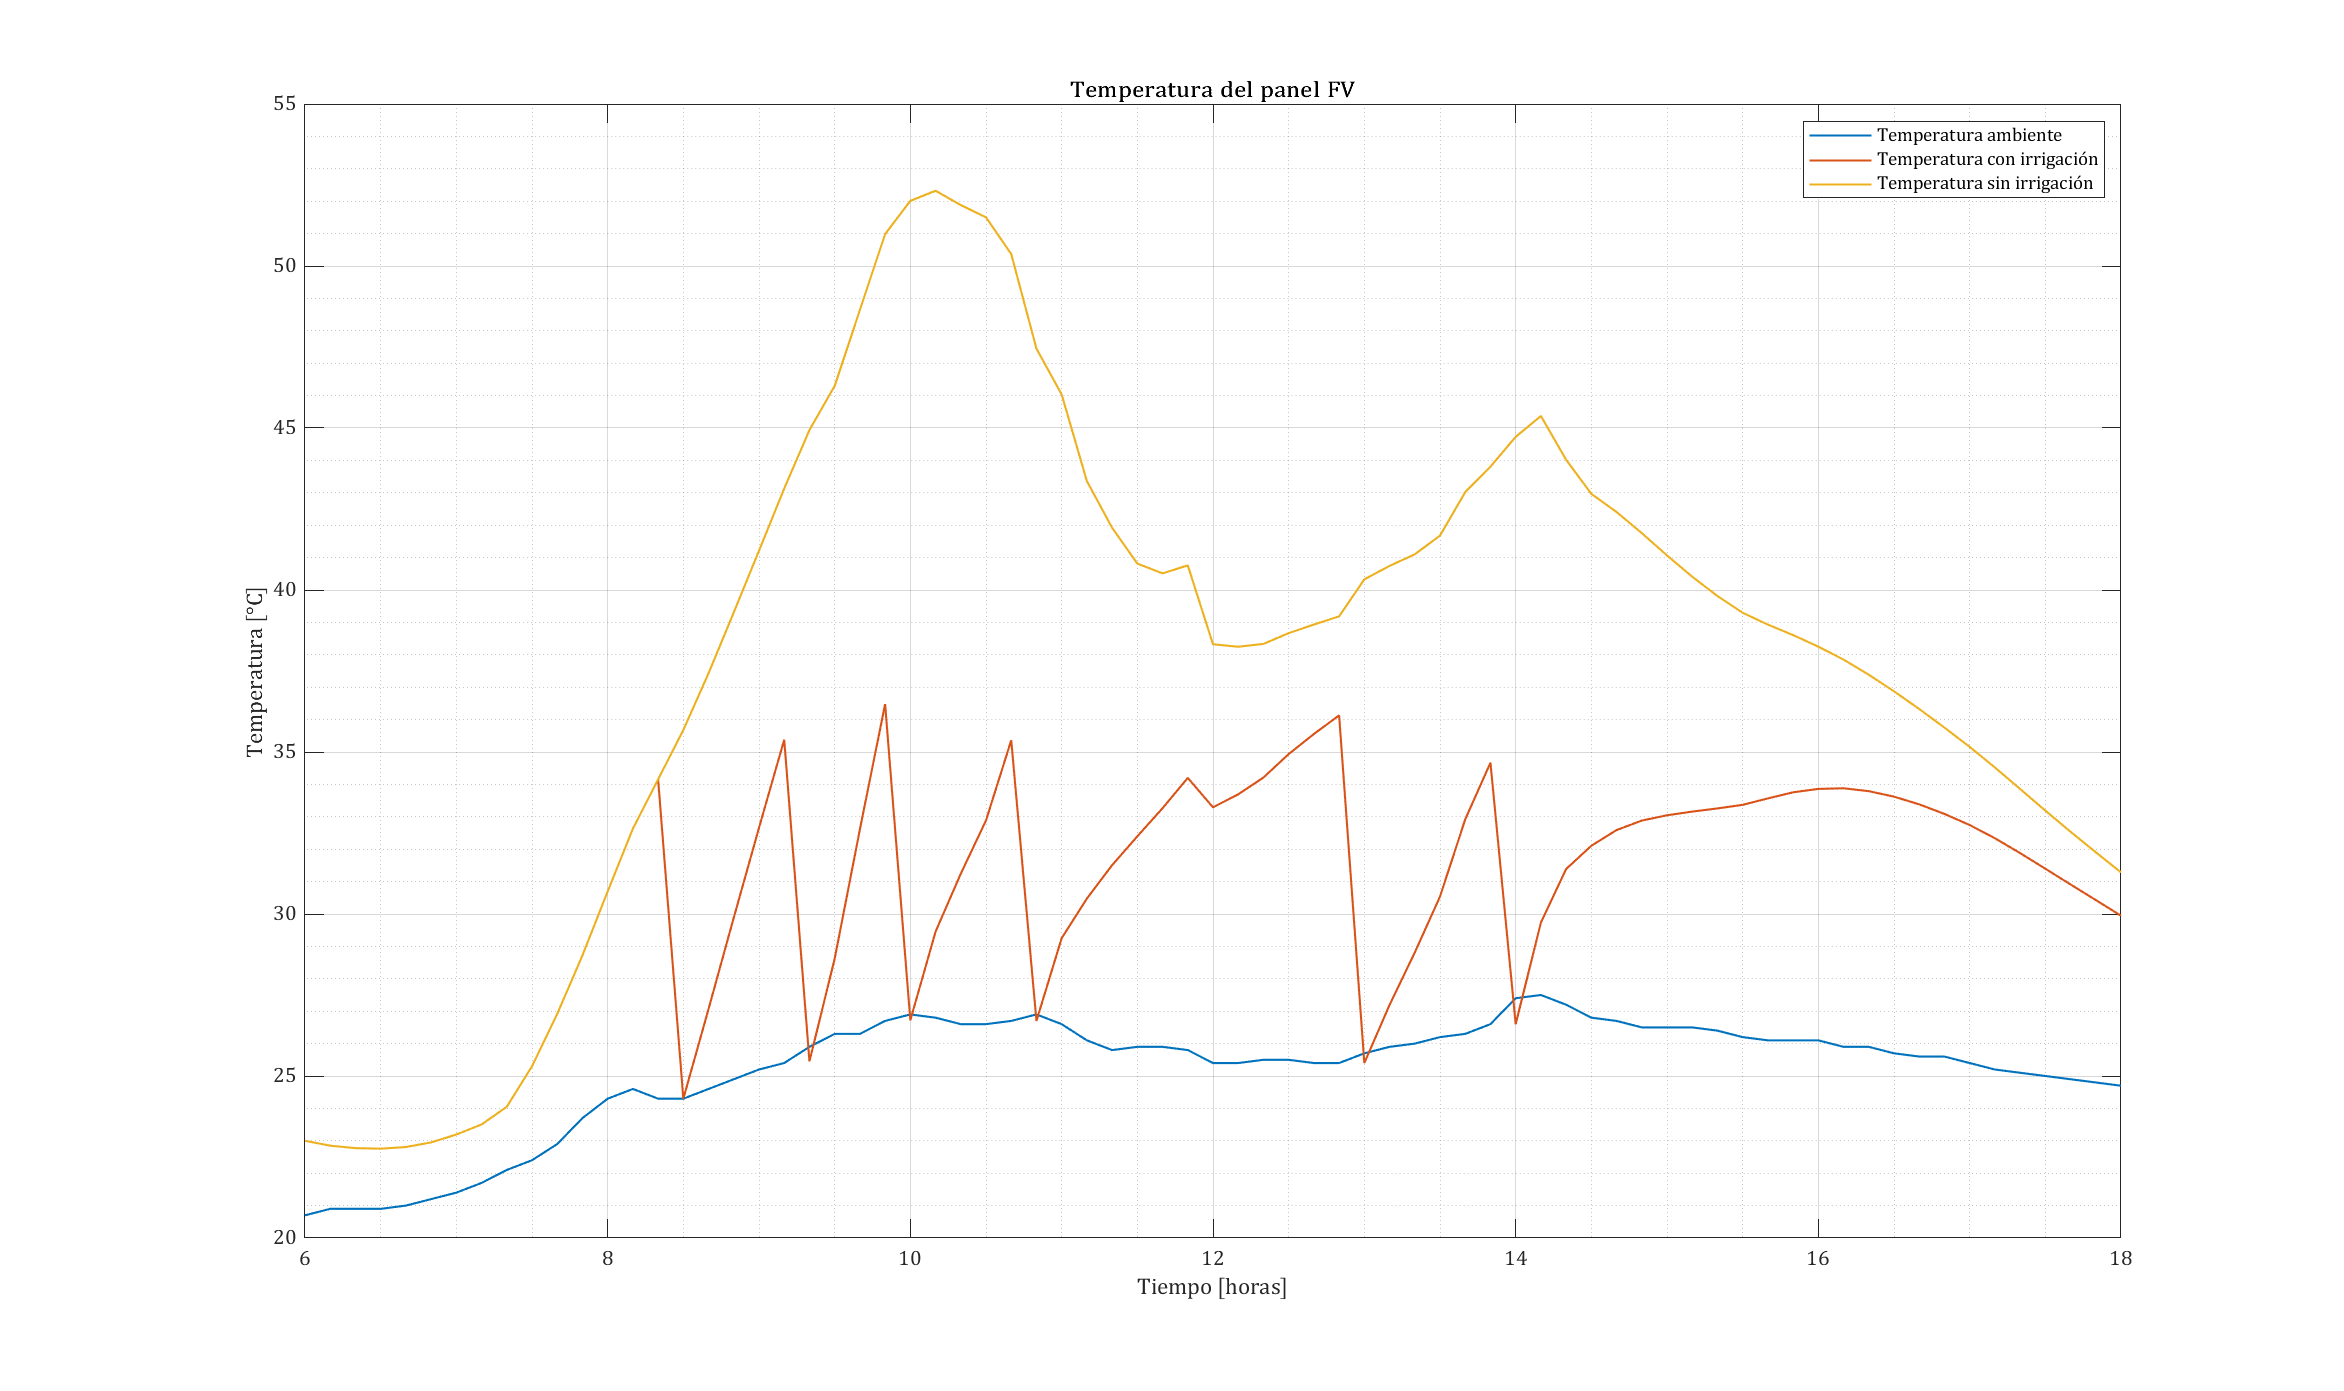 Temperatura del panel FV
Temperatura ambiente
Temperatura con irrigación
Temperatura sin irrigación
55
50
45
40
35
30
25
20
Temperatura [°C]
6 8 10 12 14 16 18
Tiempo [horas]